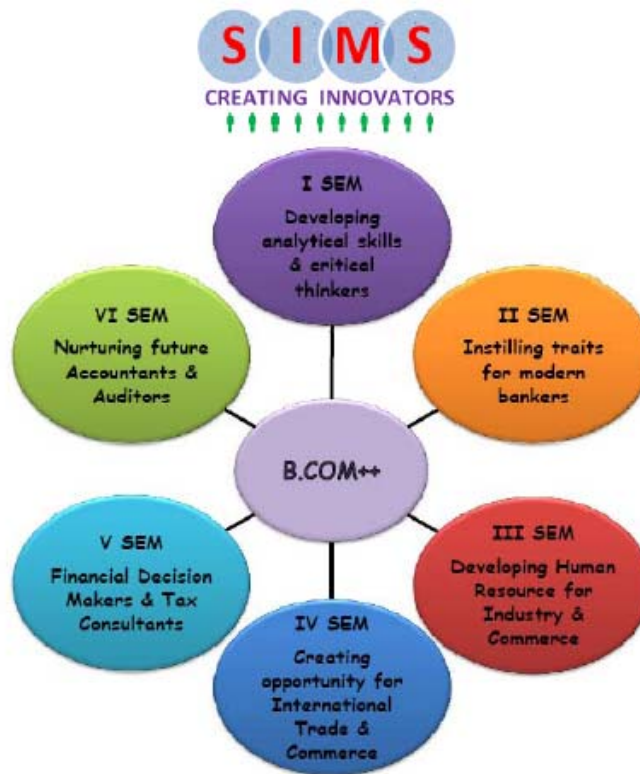 SIMS
CREATING INNOVATORS
I SEM
Developing
analytical skills
& critical
thinkers
II SEM
Instilling traits
for modern
bankers
III SEM
Developing Human
Resource for
Industry &
Commerce
IV SEM
Creating
opportunity for
International
Trade &
Commerce
V SEM
Financial Decision
Makers & Tax
Consultants
VI SEM
Nurturing future
Accountants &
Auditors
B.COM++